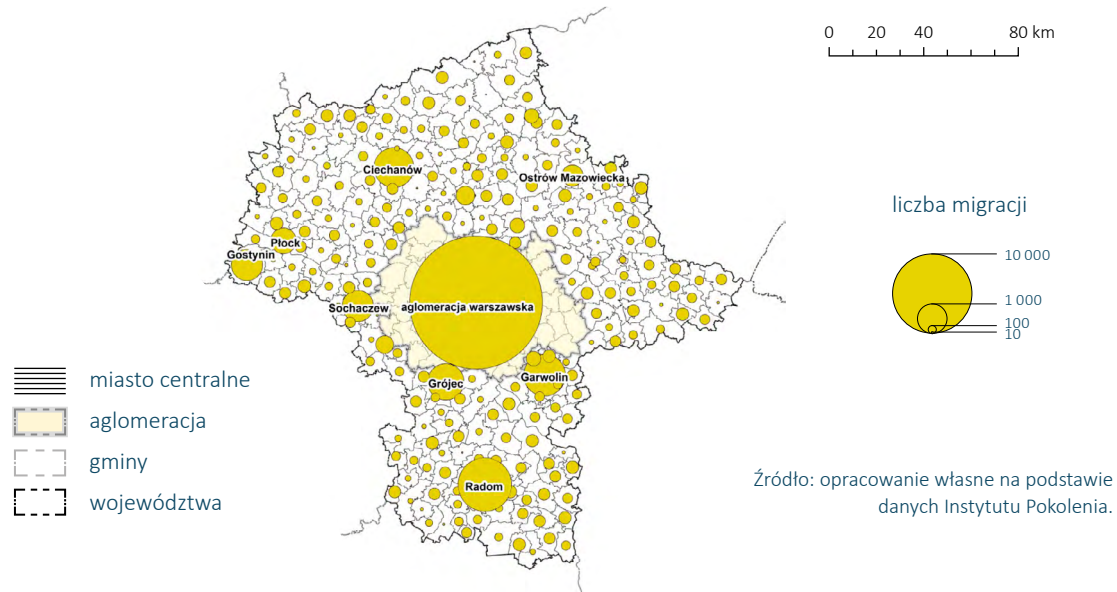 0 20 40 80 km
Ciechanów
Ostrów Mazowiecka
Płock
Gostynin
Sochaczew
aglomeracja warszawska
Grójec
Garwolin
Radom
liczba migracji
10 000
1 000
100
10
miasto centralne
aglomeracja
gminy
województwa
Źródło: opracowanie własne na podstawie
danych Instytutu Pokolenia.